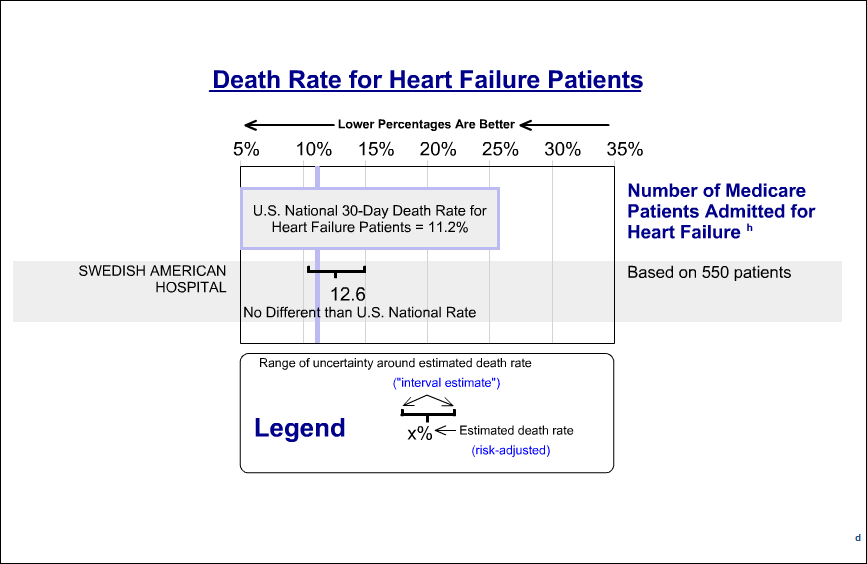 Death Rate for Heart Failure Patients
Lower Percentages Are Better
5% 10% 15% 20% 25% 30% 35%
U.S. National 30-Day Death Rate for
Heart Failure Patients = 11.2%
Number of Medicare
Patients Admitted for
Heart Failure h
SWEDISH AMERICAN
HOSPITAL
12.6
No Different than U.S. National Rate
Based on 550 patients
Range of uncertainty around estimated death rate
("interval estimate")
Legend
x%
Estimated death rate
(risk-adjusted)
d